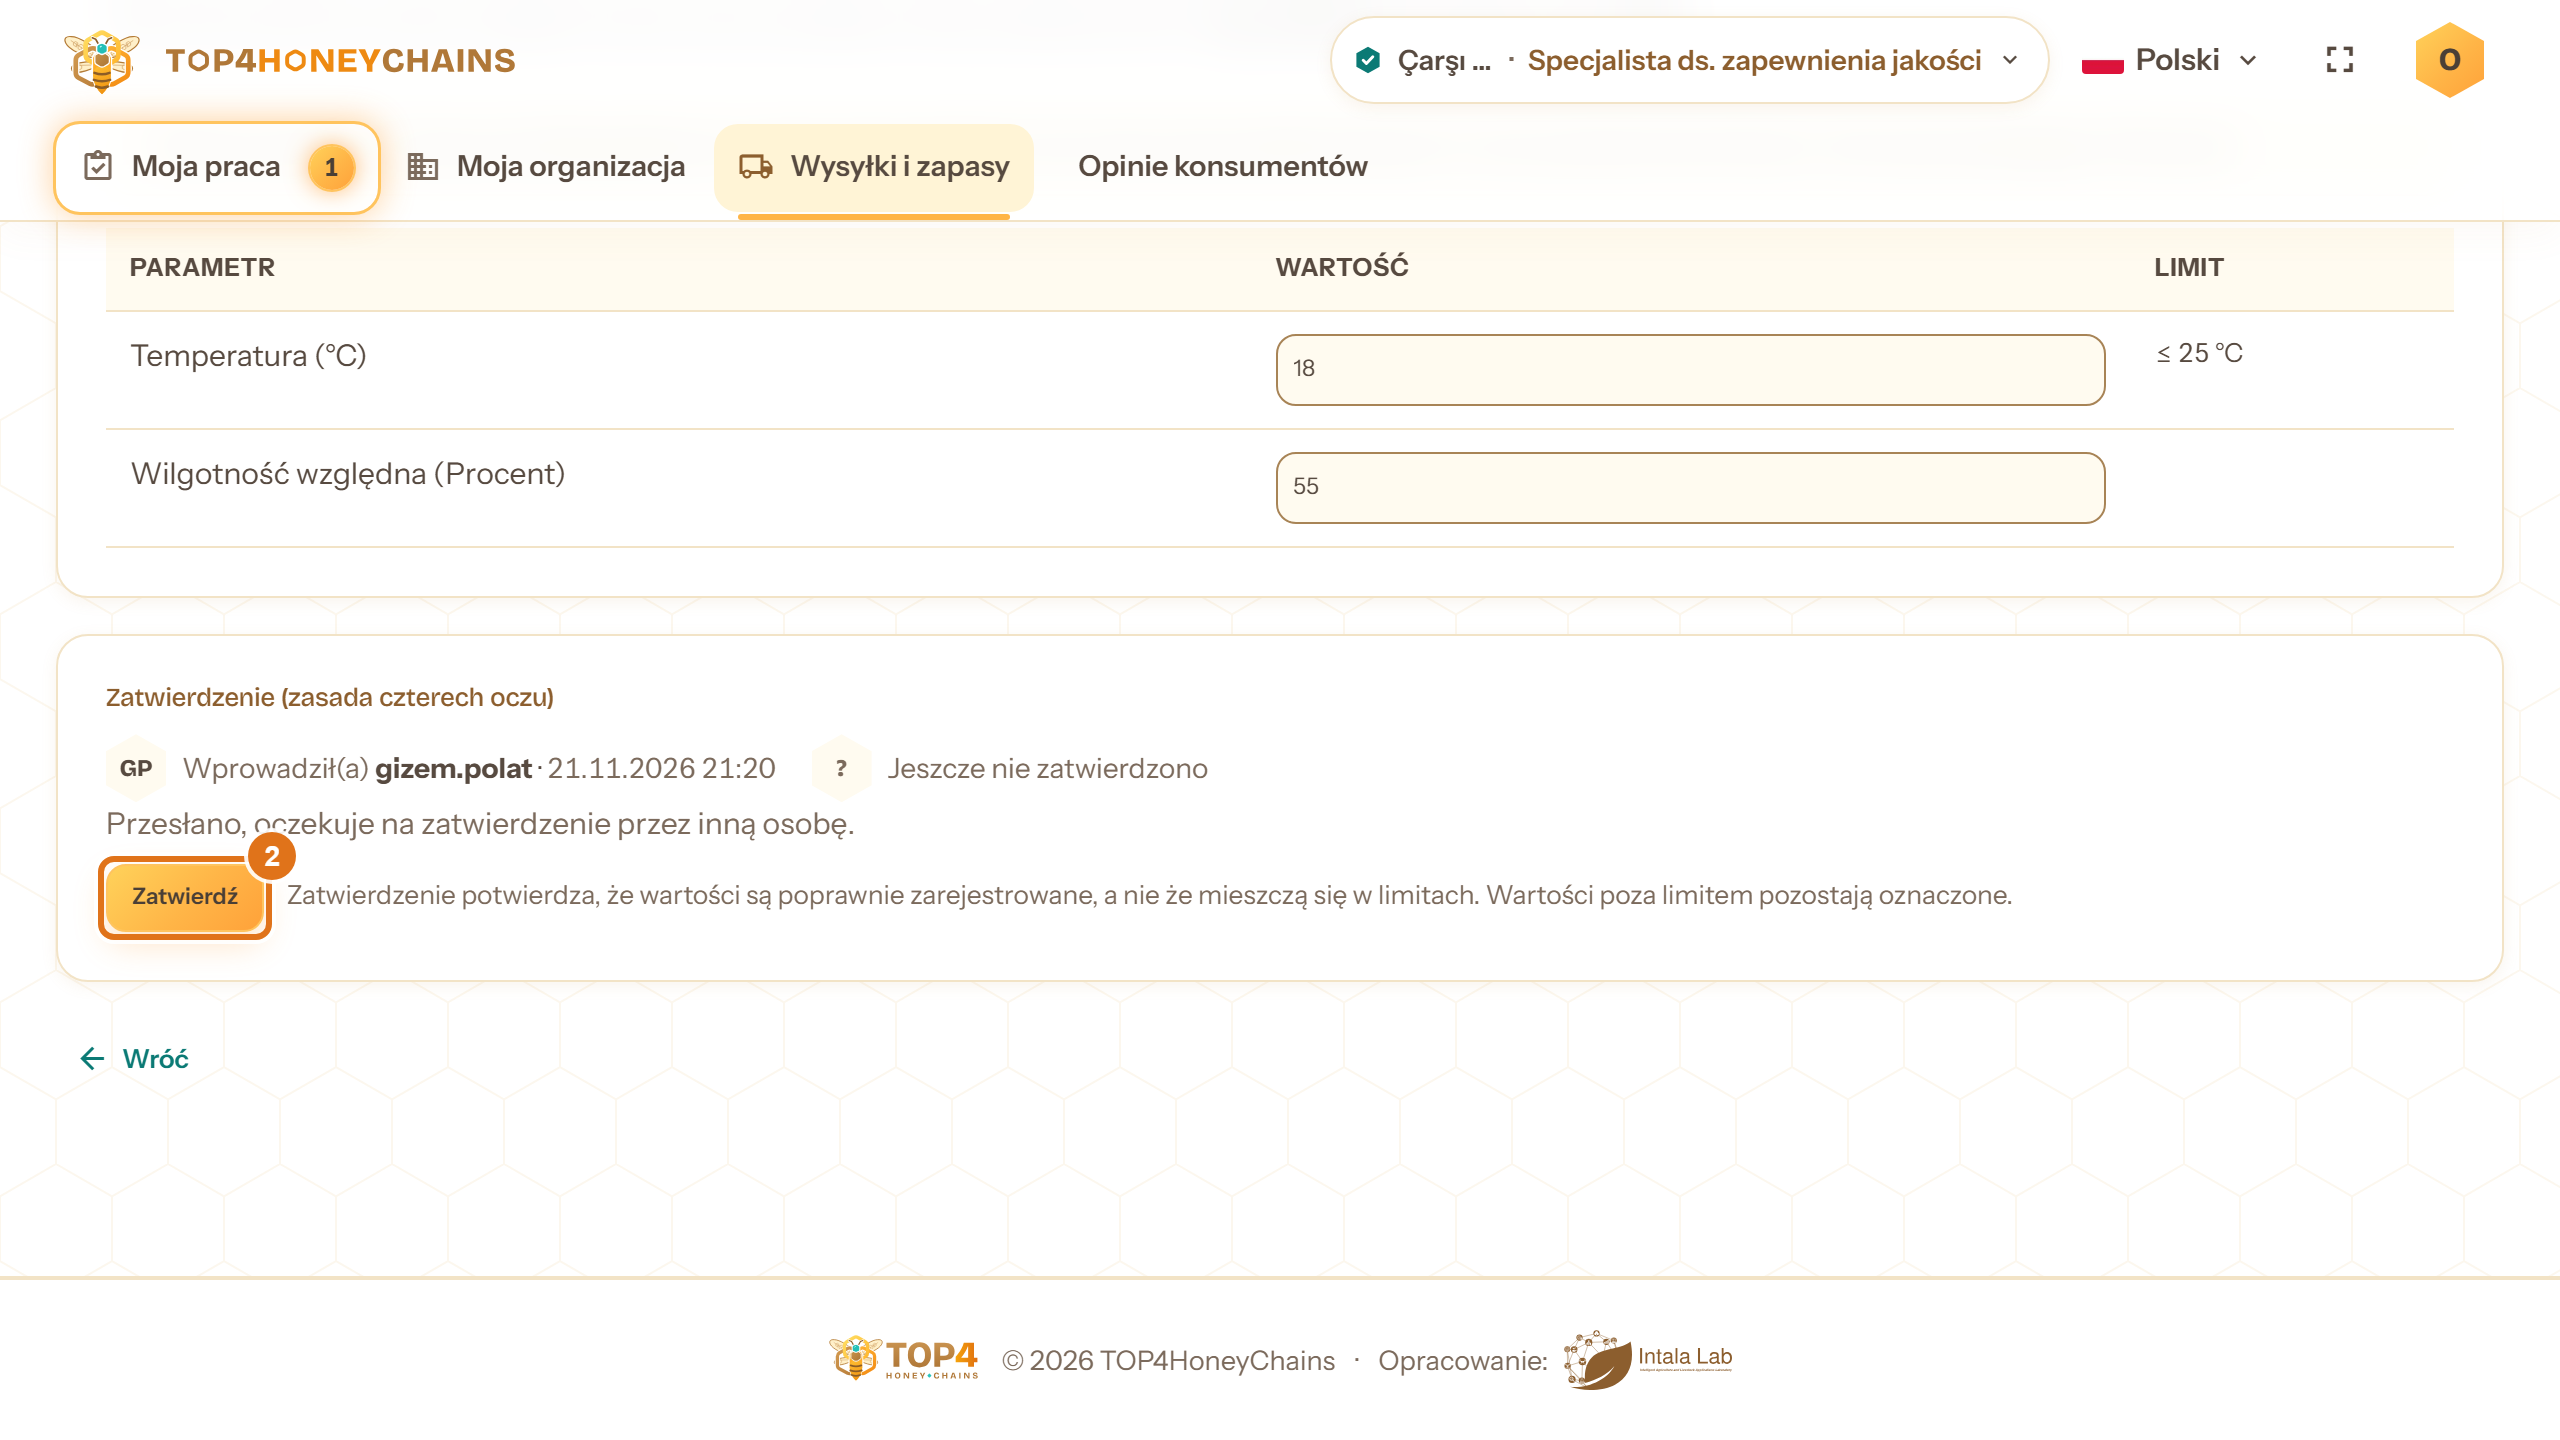 TOP4HONEYCHAINS
Çarşı ... · Specjalista ds. zapewnienia jakości
Polski
O
Moja praca 1
Moja organizacja
Wysyłki i zapasy
Opinie konsumentów
PARAMETR WARTOŚĆ LIMIT
Temperatura (°C) 18 ≤ 25 °C
Wilgotność względna (Procent) 55
Zatwierdzenie (zasada czterech oczu)
GP Wprowadził(a) gizem.polat · 21.11.2026 21:20 ? Jeszcze nie zatwierdzono
Przesłano, oczekuje na zatwierdzenie przez inną osobę.
2
Zatwierdź Zatwierdzenie potwierdza, że wartości są poprawnie zarejestrowane, a nie że mieszczą się w limitach. Wartości poza limitem pozostają oznaczone.
← Wróć
TOP4 HONEY CHAINS © 2026 TOP4HoneyChains · Opracowanie: Intala Lab